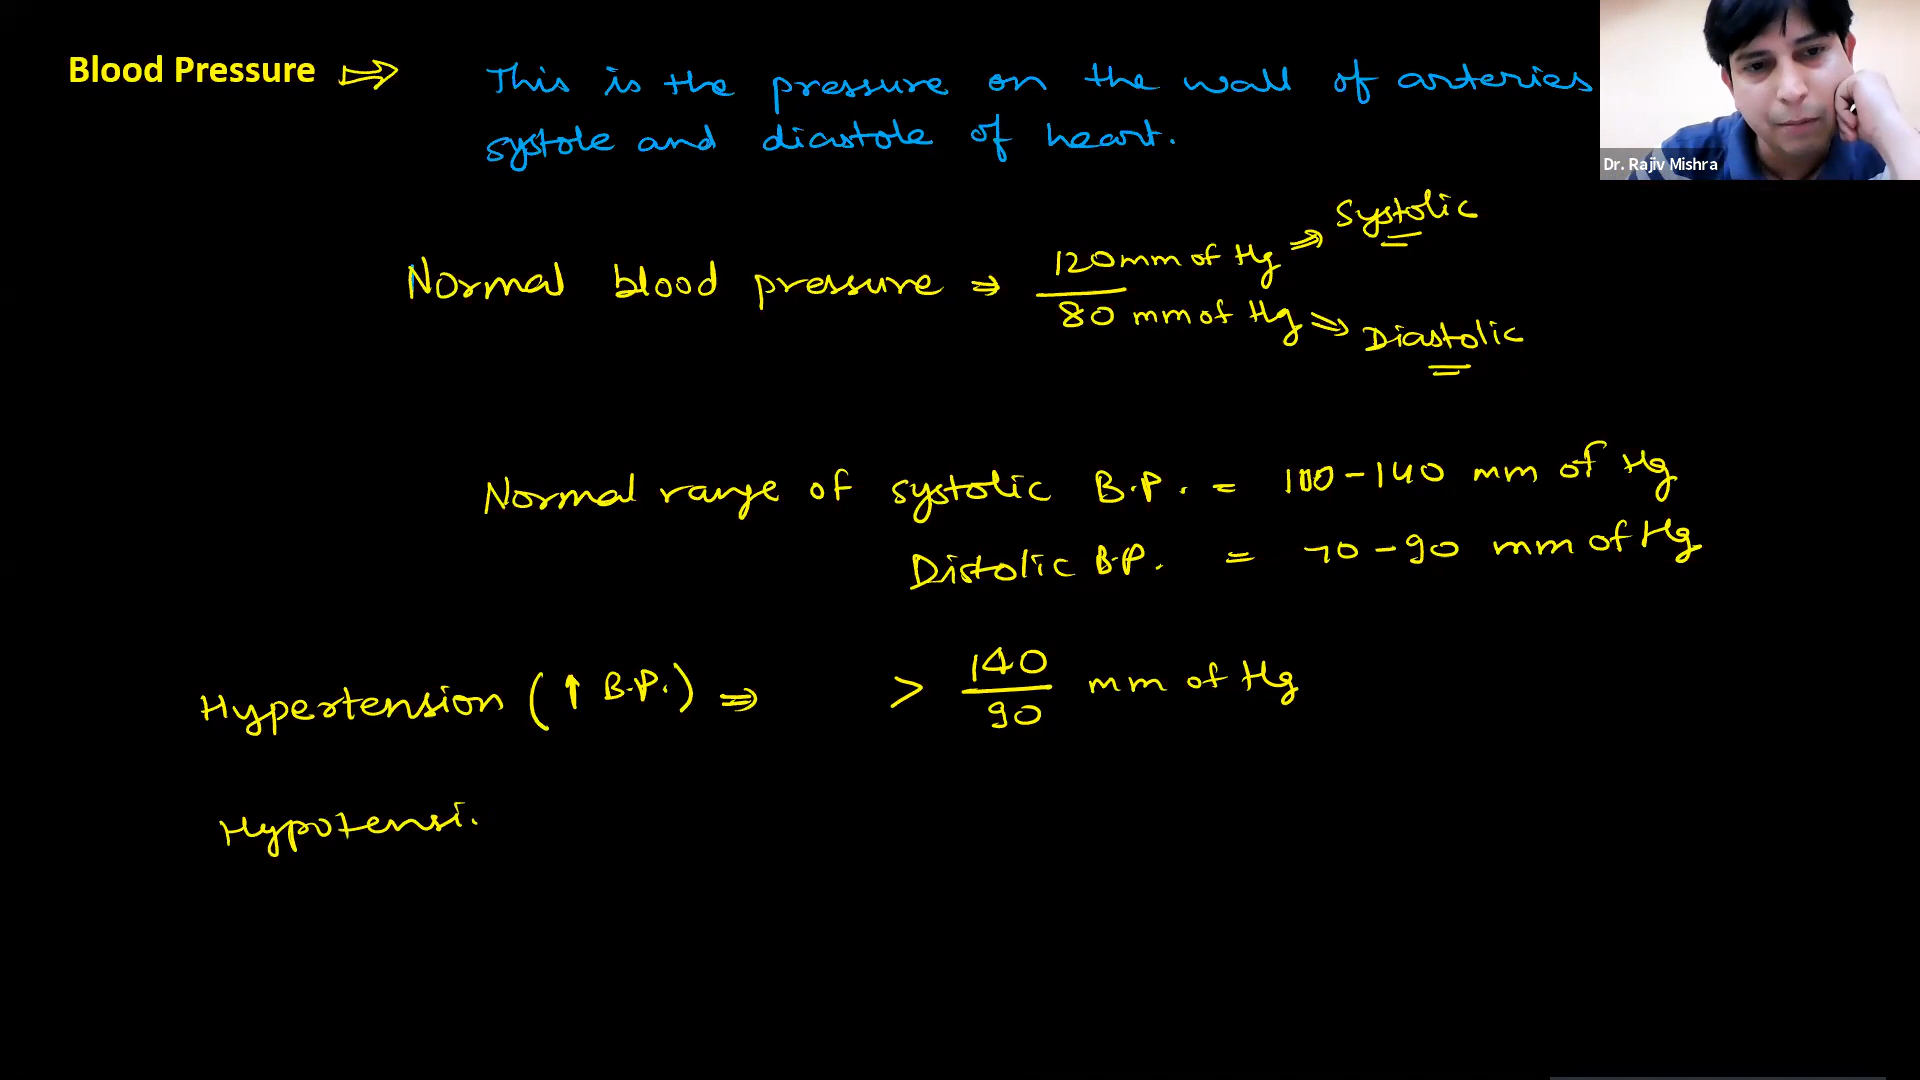 Blood Pressure ⇒ This is the pressure on the wall of arteries
systole and diastole of heart.
Dr. Rajiv Mishra
Normal blood pressure ⇒ 120 mm of Hg ⇒ Systolic
80 mm of Hg ⇒ Diastolic
Normal range of systolic B.P. = 100-140 mm of Hg
Distolic B.P. = 70-90 mm of Hg
Hypertension (↑ B.P.) ⇒ > 140/90 mm of Hg
Hypotensi